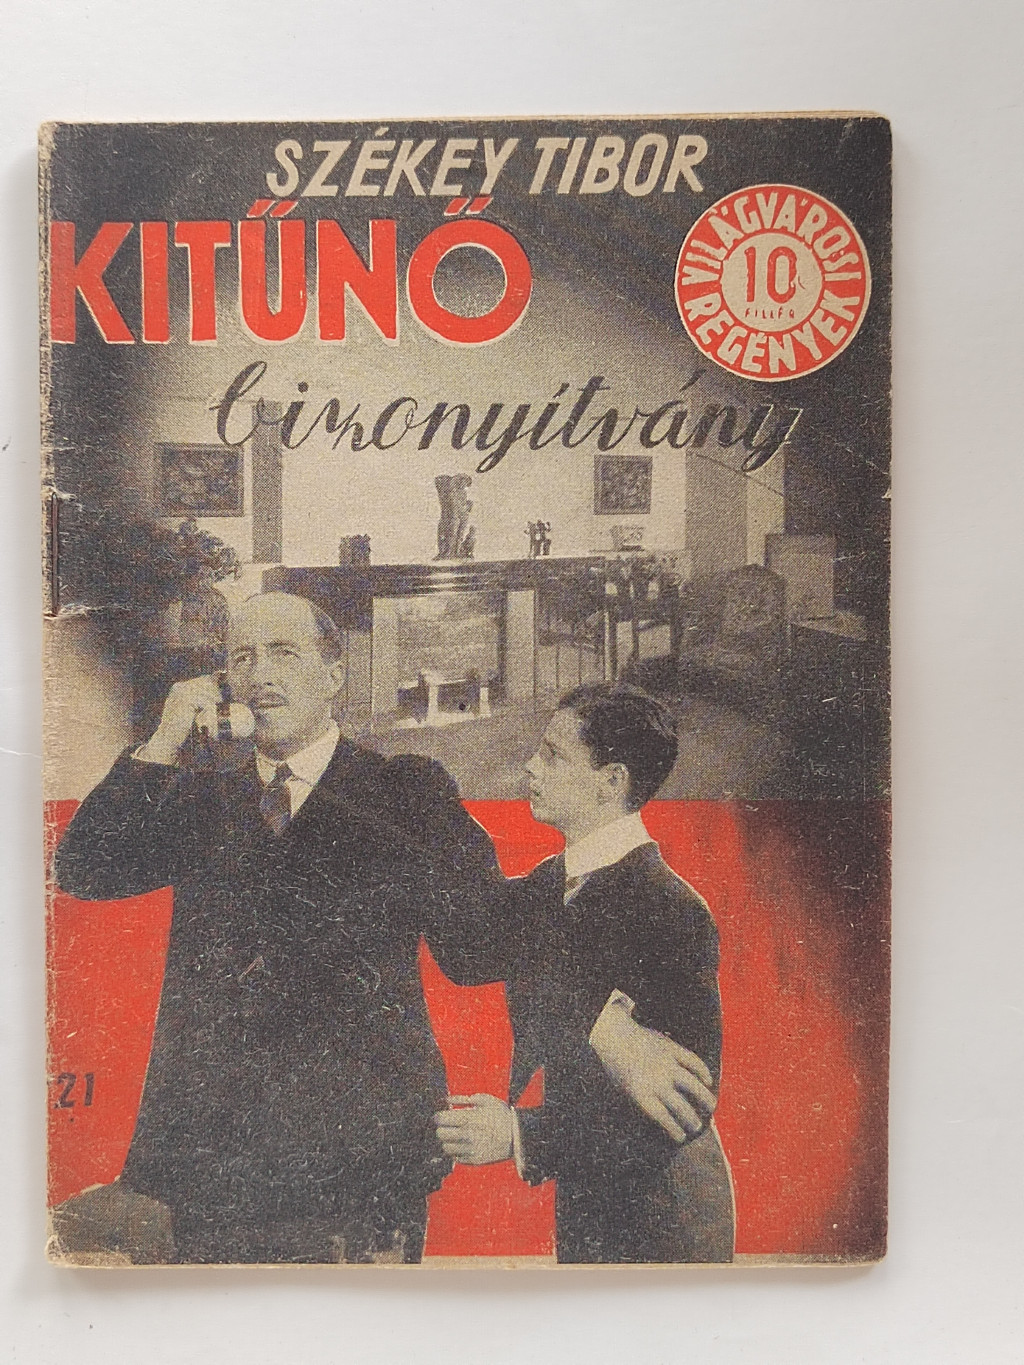 SZÉKEY TIBOR
KITŰNŐ
bizonyítvány
VILÁGVÁROSI
REGÉNYEK
10
FILLÉR
21